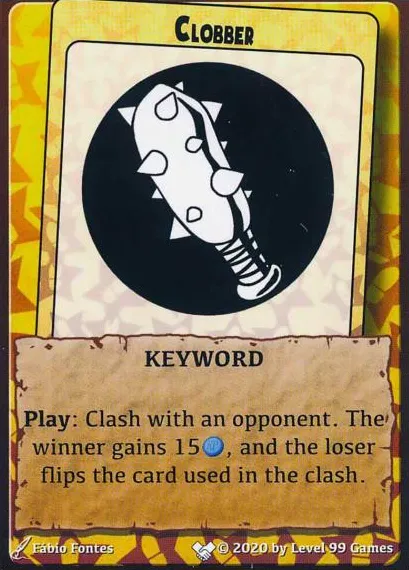 CLOBBER
KEYWORD
Play: Clash with an opponent. The
winner gains 15, and the loser
flips the card used in the clash.
Fábio Fontes
© 2020 by Level 99 Games